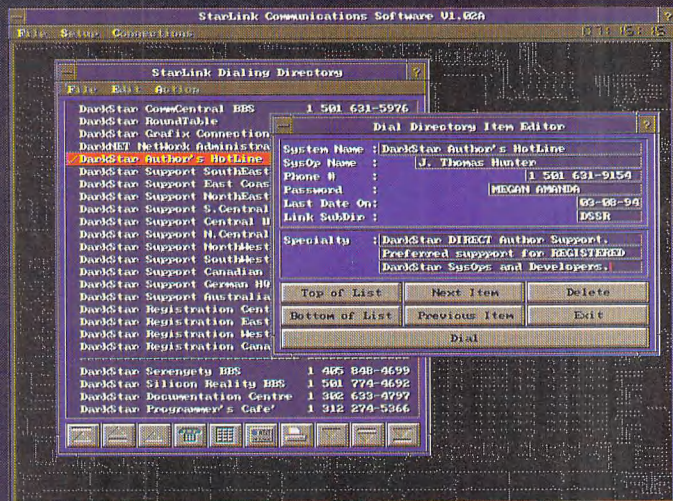 StarLink Communications Software V1.02A
?
File Setup Connections
07:15:15
StarLink Dialing Directory
?
File Edit Action
DarkStar CommCentral BBS 1 501 631-5976
DarkStar RoundTable
DarkStar Grafix Connection
DarkNET NetWork Administra
DarkStar Author's HotLine
DarkStar Support SouthEast
DarkStar Support East Coas
DarkStar Support NorthEast
DarkStar Support S.Central
DarkStar Support Central U
DarkStar Support N.Central
DarkStar Support NorthWest
DarkStar Support SouthWest
DarkStar Support Canadian
DarkStar Support German HQ
DarkStar Support Australia
DarkStar Registration Cent
DarkStar Registration East
DarkStar Registration West
DarkStar Registration Cana
DarkStar Serengety BBS 1 405 848-4699
DarkStar Silicon Reality BBS 1 501 774-4692
DarkStar Documentation Centre 1 302 633-4797
DarkStar Programmer's Cafe' 1 312 274-5366
Dial Directory Item Editor
?
System Name : DarkStar Author's HotLine
SysOp Name : J. Thomas Hunter
Phone # : 1 501 631-9154
Password : MEGAN AMANDA
Last Date On: 03-08-94
Link SubDir : DSSR
Specialty : DarkStar DIRECT Author Support.
Preferred suppport for REGISTERED
DarkStar SysOps and Developers.
Top of List Next Item Delete
Bottom of List Previous Item Exit
Dial